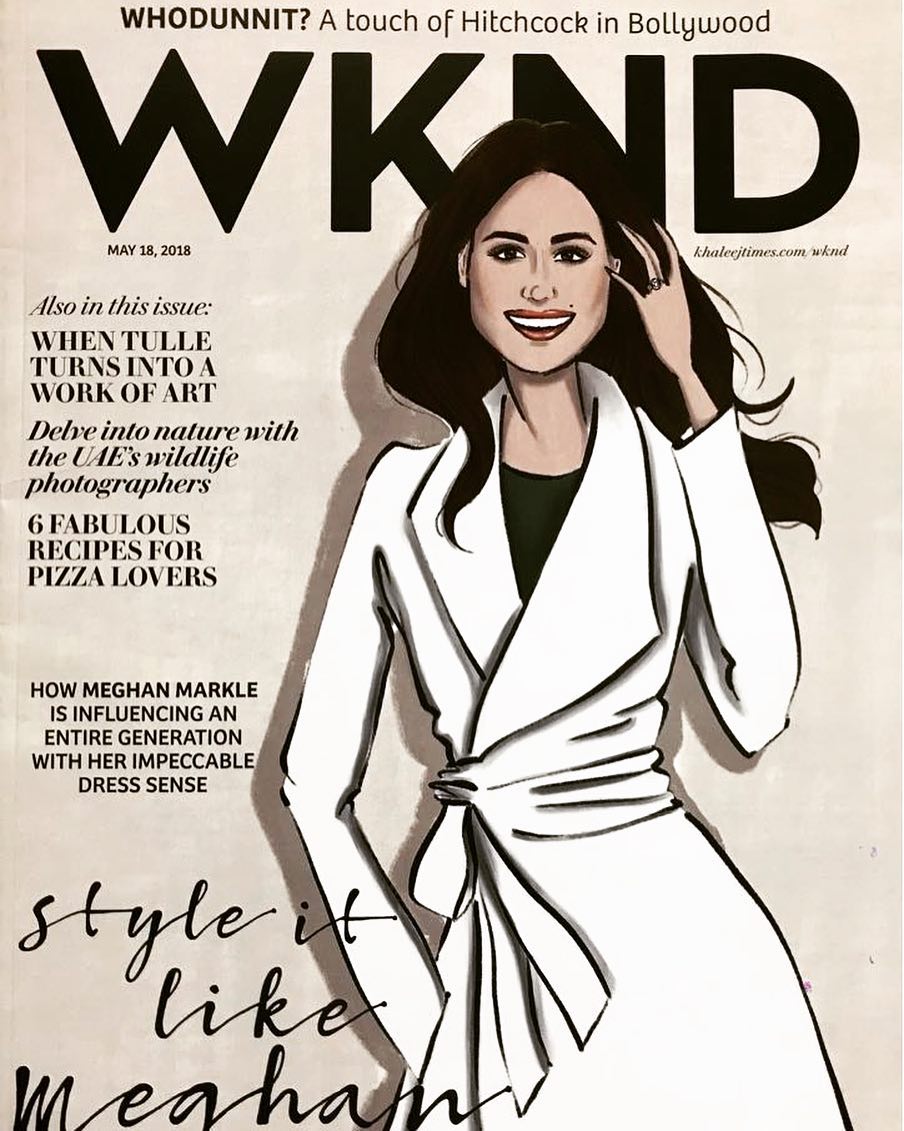 WHODUNNIT? A touch of Hitchcock in Bollywood
WKND
MAY 18, 2018
khaleejtimes.com/wknd
Also in this issue:
WHEN TULLE
TURNS INTO A
WORK OF ART
Delve into nature with
the UAE's wildlife
photographers
6 FABULOUS
RECIPES FOR
PIZZA LOVERS
HOW MEGHAN MARKLE
IS INFLUENCING AN
ENTIRE GENERATION
WITH HER IMPECCABLE
DRESS SENSE
style it
like
Meghan